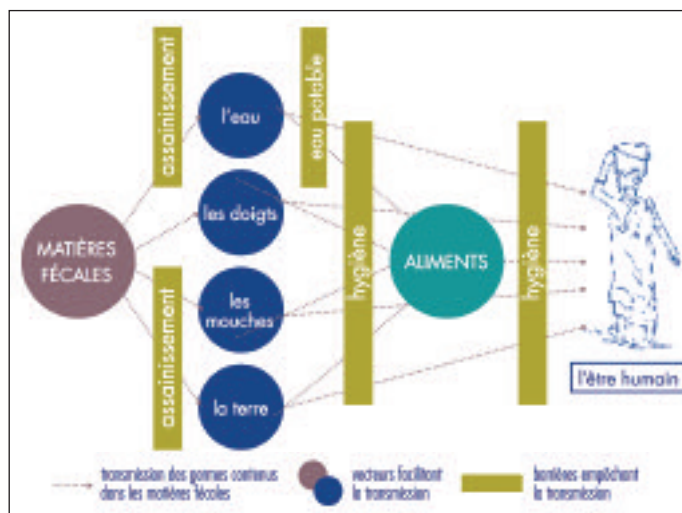 assainissement
eau potable
l'eau
les doigts
MATIÈRES
FÉCALES
hygiène
ALIMENTS
hygiène
assainissement
les
mouches
la terre
l'être humain
transmission des germes contenus
dans les matières fécales
vecteurs facilitant
la transmission
barrières empêchant
la transmission